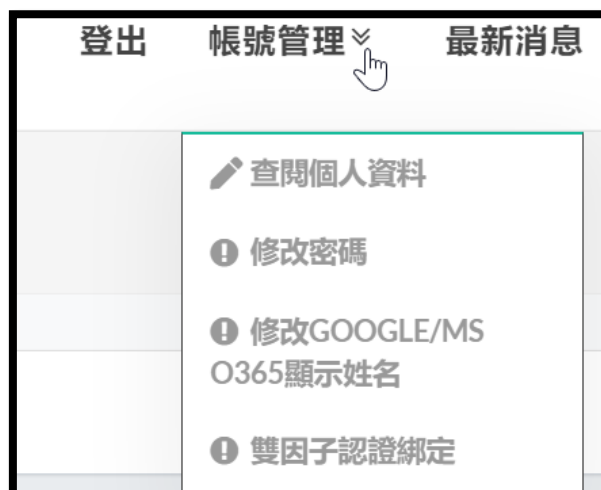 登出 帳號管理 最新消息
查閱個人資料
修改密碼
修改GOOGLE/MS
O365顯示姓名
雙因子認證綁定